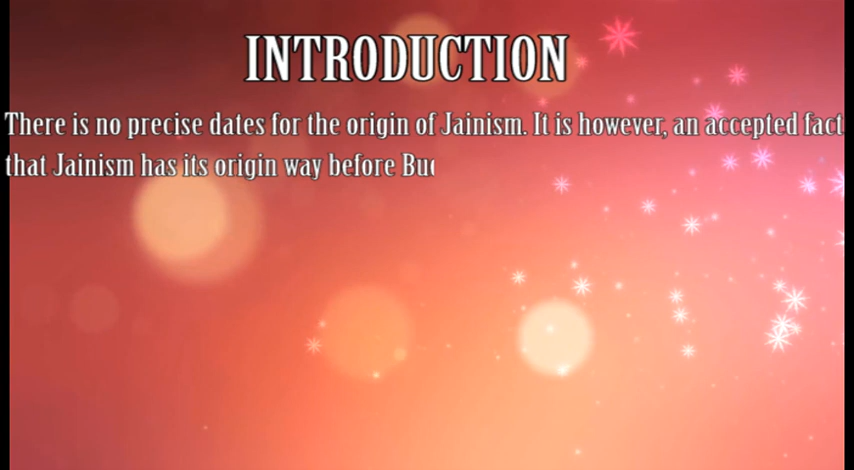 INTRODUCTION
There is no precise dates for the origin of Jainism. It is however, an accepted fact
that Jainism has its origin way before